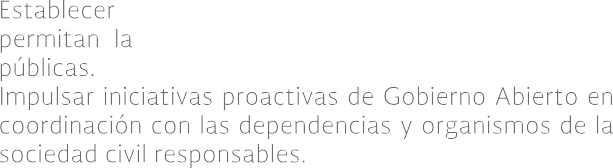 Establecer
permitan la
públicas.
Impulsar iniciativas proactivas de Gobierno Abierto en
coordinación con las dependencias y organismos de la
sociedad civil responsables.